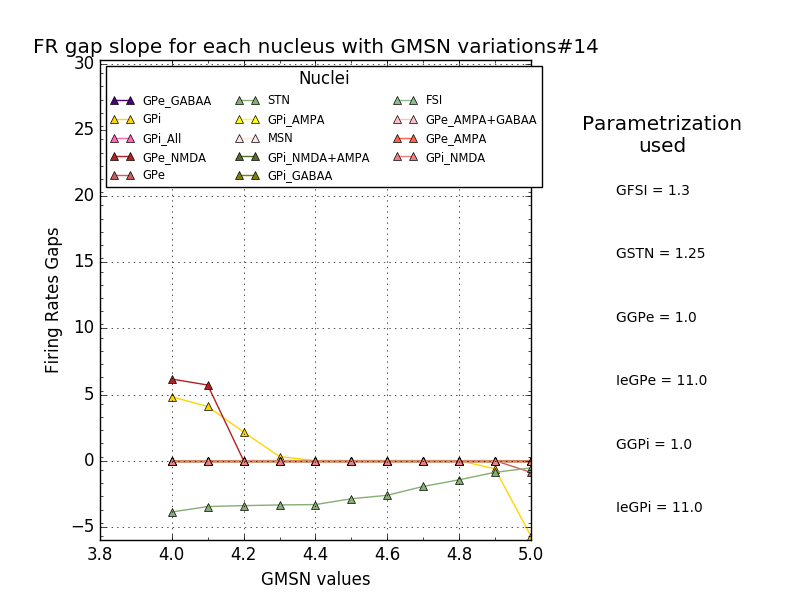 FR gap slope for each nucleus with GMSN variations#14
Nuclei
GPe_GABAA
GPi
GPi_All
GPe_NMDA
GPe
STN
GPi_AMPA
MSN
GPi_NMDA+AMPA
GPi_GABAA
FSI
GPe_AMPA+GABAA
GPe_AMPA
GPi_NMDA
Firing Rates Gaps
30
25
20
15
10
5
0
−5
3.8 4.0 4.2 4.4 4.6 4.8 5.0
GMSN values
Parametrization
used
GFSI = 1.3
GSTN = 1.25
GGPe = 1.0
IeGPe = 11.0
GGPi = 1.0
IeGPi = 11.0